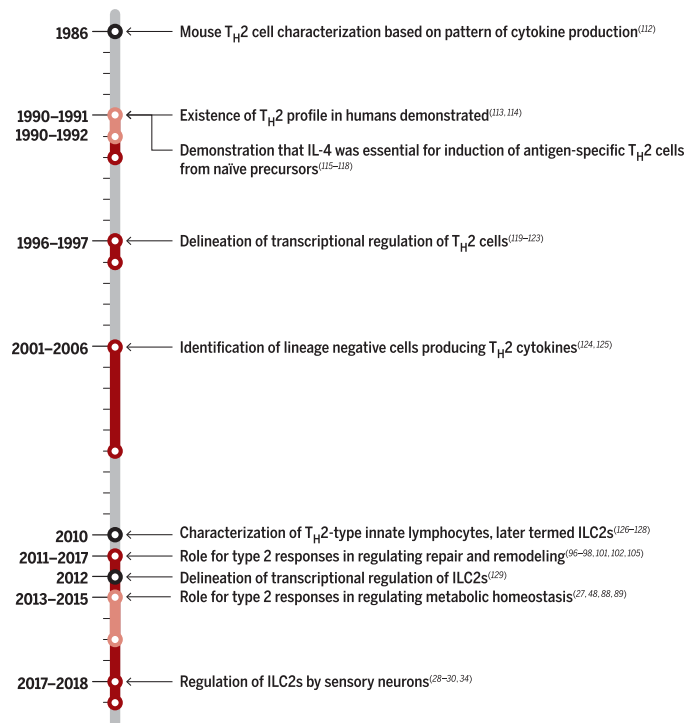 1986 Mouse TH2 cell characterization based on pattern of cytokine production(112)
1990–1991 Existence of TH2 profile in humans demonstrated(113, 114)
1990–1992
Demonstration that IL-4 was essential for induction of antigen-specific TH2 cells
from naïve precursors(115–118)
1996–1997 Delineation of transcriptional regulation of TH2 cells(119–123)
2001–2006 Identification of lineage negative cells producing TH2 cytokines(124, 125)
2010 Characterization of TH2-type innate lymphocytes, later termed ILC2s(126–128)
2011–2017 Role for type 2 responses in regulating repair and remodeling(96–98, 101, 102, 105)
2012 Delineation of transcriptional regulation of ILC2s(129)
2013–2015 Role for type 2 responses in regulating metabolic homeostasis(27, 48, 88, 89)
2017–2018 Regulation of ILC2s by sensory neurons(28–30, 34)